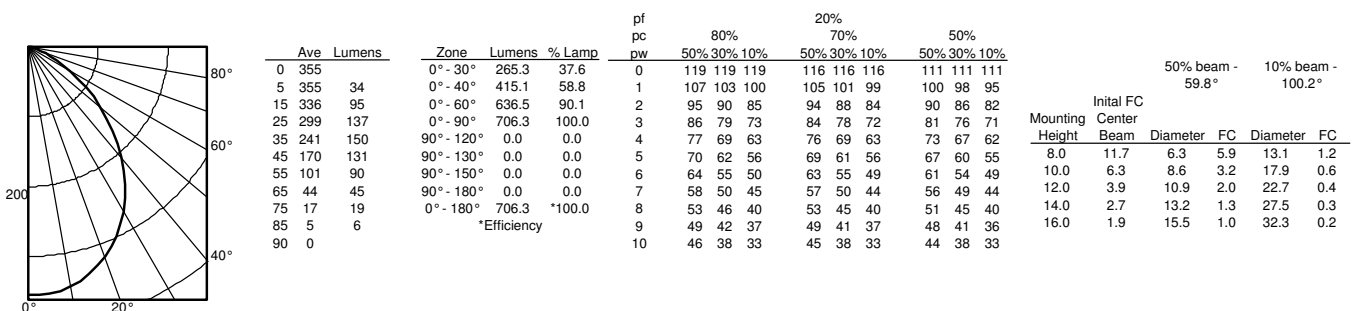 80°
60°
200
40°
0° 20°
Ave Lumens
0 355
5 355 34
15 336 95
25 299 137
35 241 150
45 170 131
55 101 90
65 44 45
75 17 19
85 5 6
90 0
Zone Lumens % Lamp
0° - 30° 265.3 37.6
0° - 40° 415.1 58.8
0° - 60° 636.5 90.1
0° - 90° 706.3 100.0
90° - 120° 0.0 0.0
90° - 130° 0.0 0.0
90° - 150° 0.0 0.0
90° - 180° 0.0 0.0
0° - 180° 706.3 *100.0
*Efficiency
pf 20%
pc 80% 70% 50%
pw 50% 30% 10% 50% 30% 10% 50% 30% 10%
0 119 119 119 116 116 116 111 111 111
1 107 103 100 105 101 99 100 98 95
2 95 90 85 94 88 84 90 86 82
3 86 79 73 84 78 72 81 76 71
4 77 69 63 76 69 63 73 67 62
5 70 62 56 69 61 56 67 60 55
6 64 55 50 63 55 49 61 54 49
7 58 50 45 57 50 44 56 49 44
8 53 46 40 53 45 40 51 45 40
9 49 42 37 49 41 37 48 41 36
10 46 38 33 45 38 33 44 38 33
50% beam - 10% beam -
59.8° 100.2°
Inital FC
Mounting Center
Height Beam Diameter FC Diameter FC
8.0 11.7 6.3 5.9 13.1 1.2
10.0 6.3 8.6 3.2 17.9 0.6
12.0 3.9 10.9 2.0 22.7 0.4
14.0 2.7 13.2 1.3 27.5 0.3
16.0 1.9 15.5 1.0 32.3 0.2